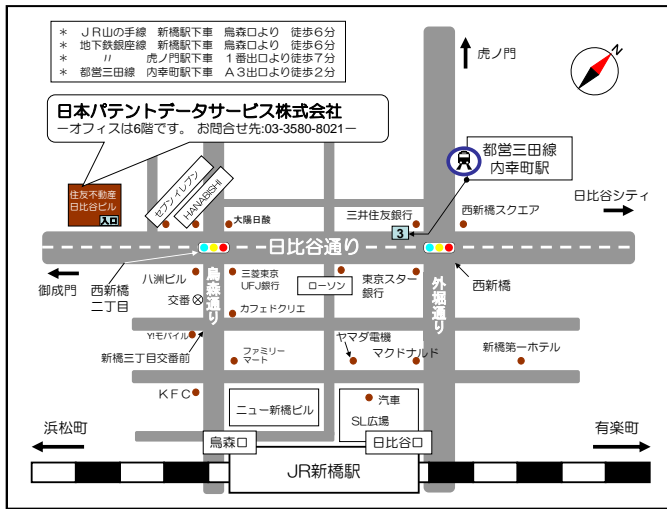 * JR山の手線 新橋駅下車 烏森口より 徒歩6分
* 地下鉄銀座線 新橋駅下車 烏森口より 徒歩6分
* 〃 虎ノ門駅下車 1番出口より徒歩7分
* 都営三田線 内幸町駅下車 A3出口より徒歩2分
虎ノ門
N
日本パテントデータサービス株式会社
−オフィスは6階です。 お問合せ先:03-3580-8021−
都営三田線
内幸町駅
住友不動産
日比谷ビル
入口
セブンイレブン
HANABISHI
大陽日酸
三井住友銀行
3
西新橋スクエア
日比谷シティ
日比谷通り
御成門
西新橋
二丁目
八洲ビル
交番
烏森通り
三菱東京
UFJ銀行
ローソン
東京スター
銀行
外堀通り
西新橋
カフェドクリエ
Y!モバイル
新橋三丁目交番前
ファミリー
マート
ヤマダ電機
マクドナルド
新橋第一ホテル
KFC
ニュー新橋ビル
汽車
SL広場
浜松町
烏森口
日比谷口
有楽町
JR新橋駅